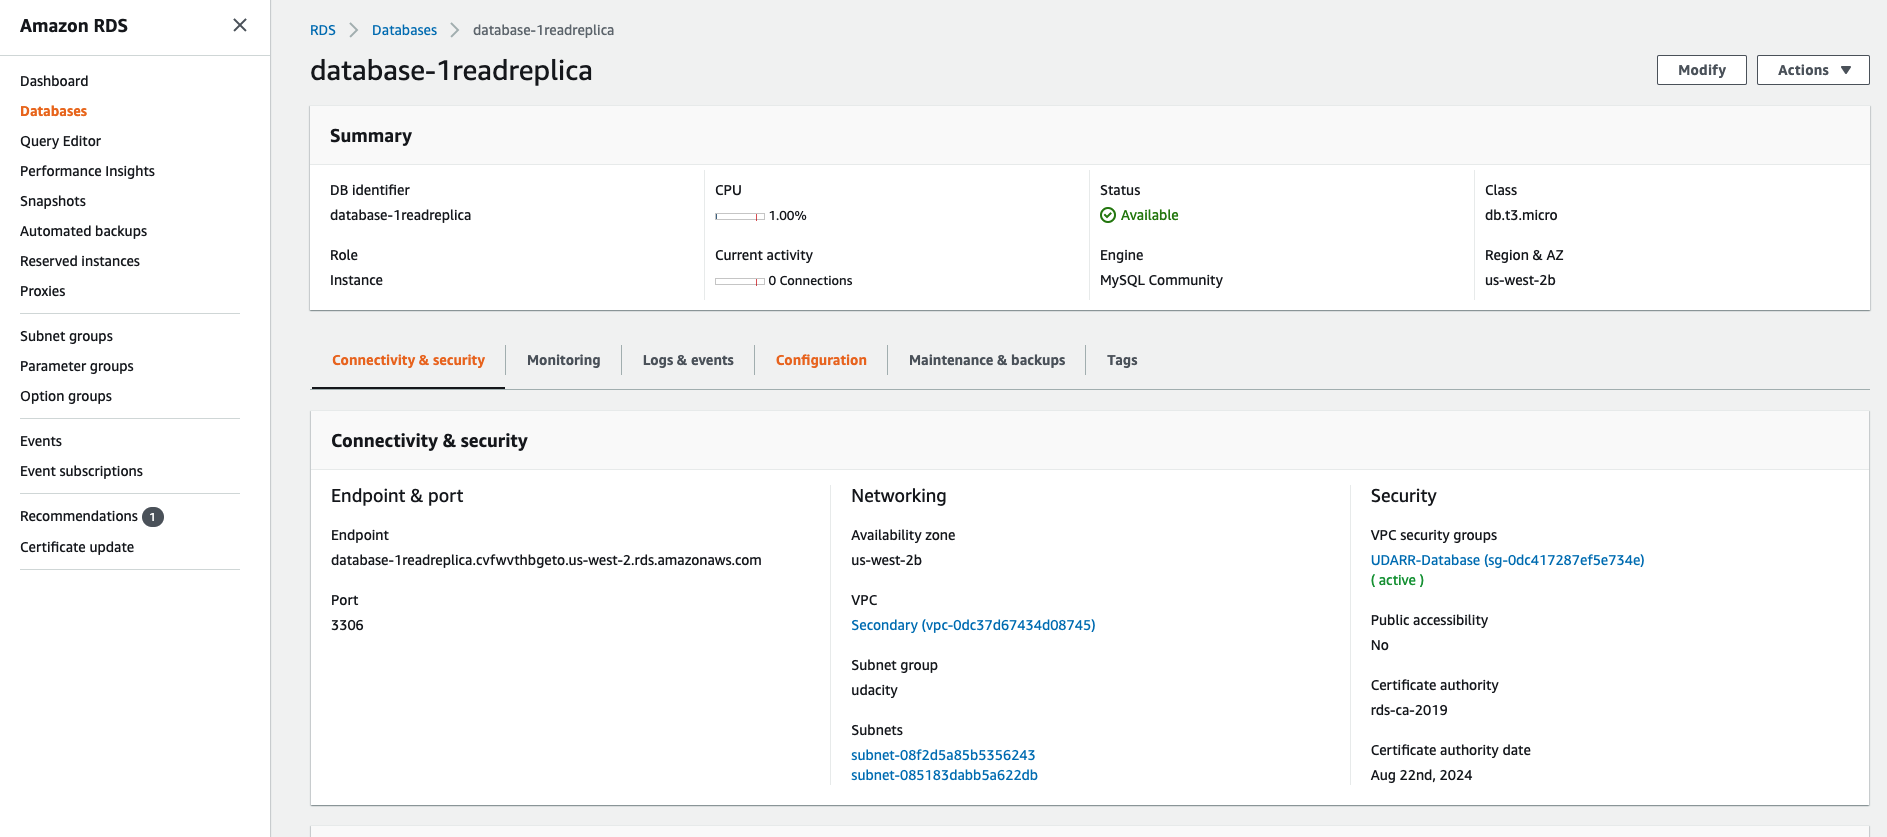 Amazon RDS
Dashboard
Databases
Query Editor
Performance Insights
Snapshots
Automated backups
Reserved instances
Proxies
Subnet groups
Parameter groups
Option groups
Events
Event subscriptions
Recommendations 1
Certificate update
RDS Databases database-1readreplica
database-1readreplica
Modify Actions
Summary
DB identifier
database-1readreplica
CPU
1.00%
Status
Available
Class
db.t3.micro
Role
Instance
Current activity
0 Connections
Engine
MySQL Community
Region & AZ
us-west-2b
Connectivity & security Monitoring Logs & events Configuration Maintenance & backups Tags
Connectivity & security
Endpoint & port
Endpoint
database-1readreplica.cvfwvthbgeto.us-west-2.rds.amazonaws.com
Port
3306
Networking
Availability zone
us-west-2b
VPC
Secondary (vpc-0dc37d67434d08745)
Subnet group
udacity
Subnets
subnet-08f2d5a85b5356243
subnet-085183dabb5a622db
Security
VPC security groups
UDARR-Database (sg-0dc417287ef5e734e)
( active )
Public accessibility
No
Certificate authority
rds-ca-2019
Certificate authority date
Aug 22nd, 2024